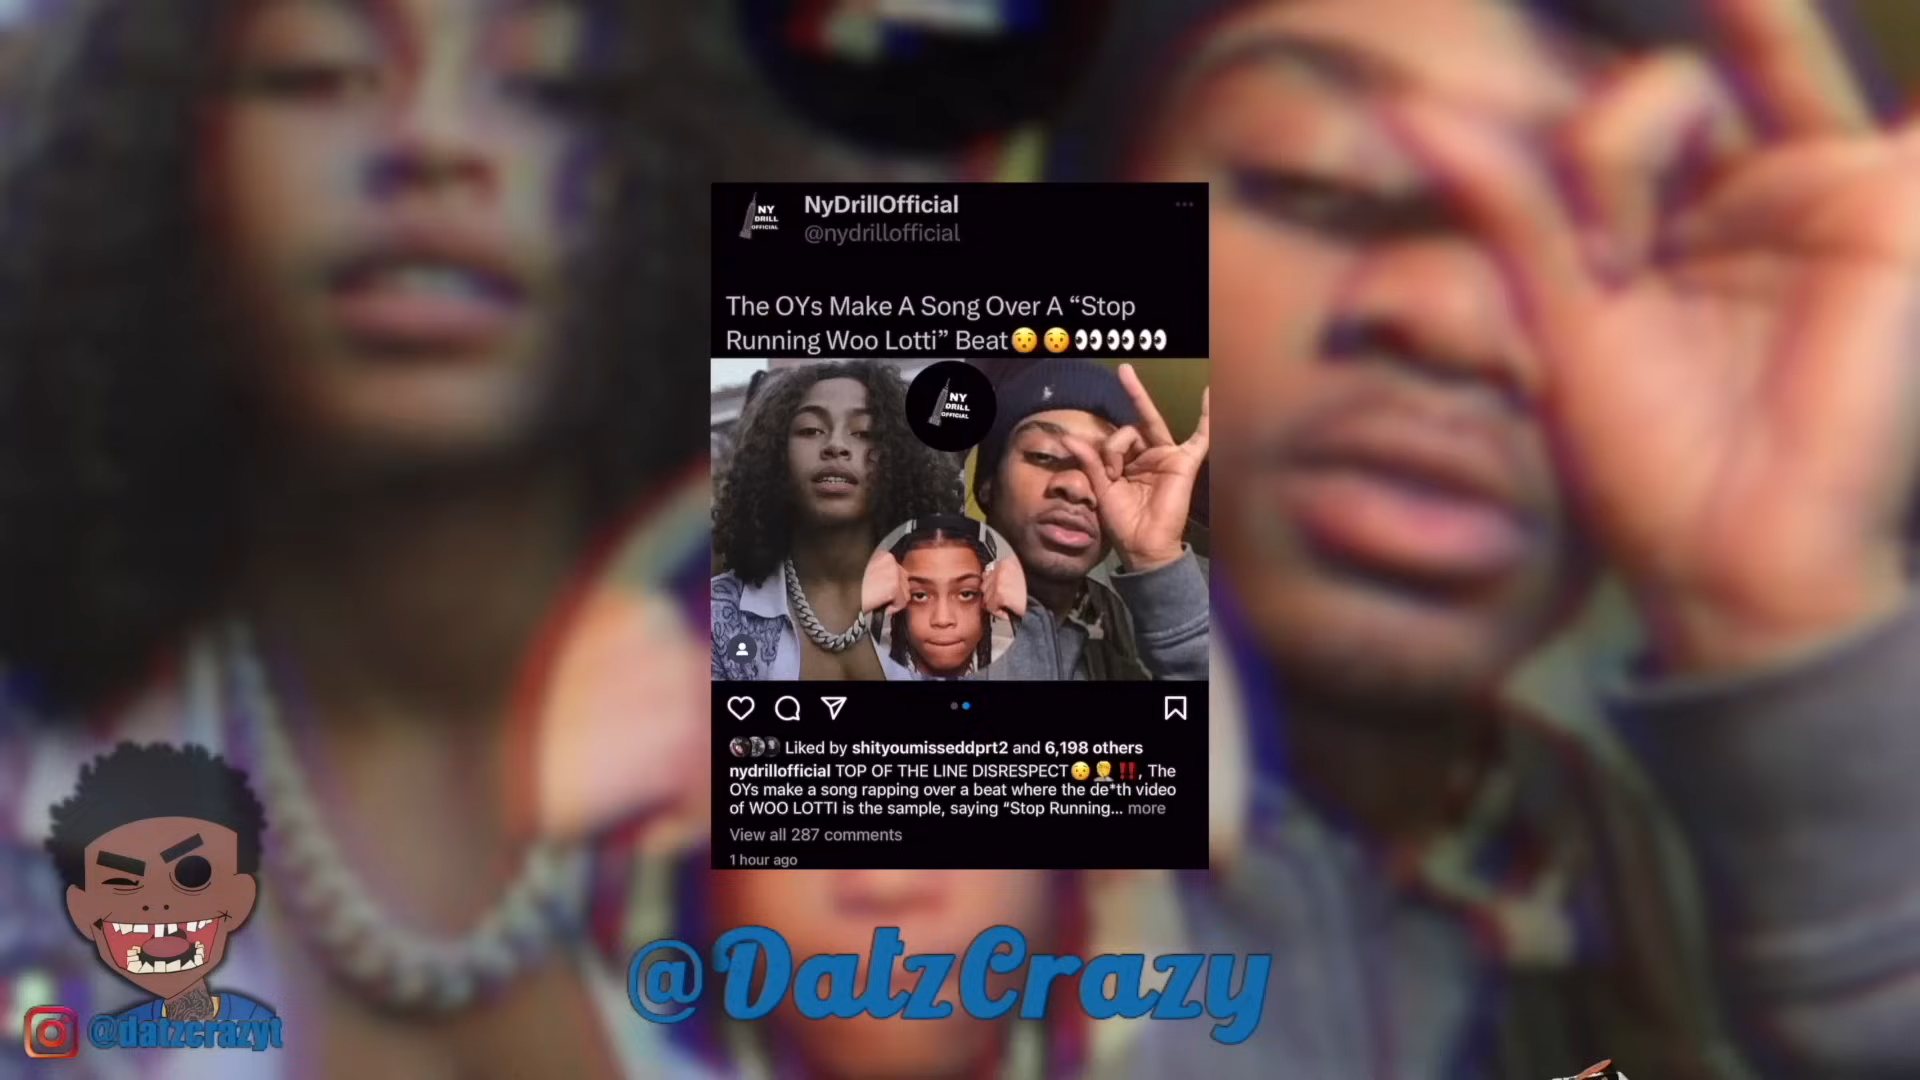 NY
DRILL
OFFICIAL
NyDrillOfficial
@nydrillofficial
The OYs Make A Song Over A “Stop
Running Woo Lotti” Beat😯😯👀👀👀
NY
DRILL
OFFICIAL
Liked by shityoumisseddprt2 and 6,198 others
nydrillofficial TOP OF THE LINE DISRESPECT😯🤦‼️, The
OYs make a song rapping over a beat where the de*th video
of WOO LOTTI is the sample, saying “Stop Running... more
View all 287 comments
1 hour ago
@DatzCrazy
@datzcrazyt